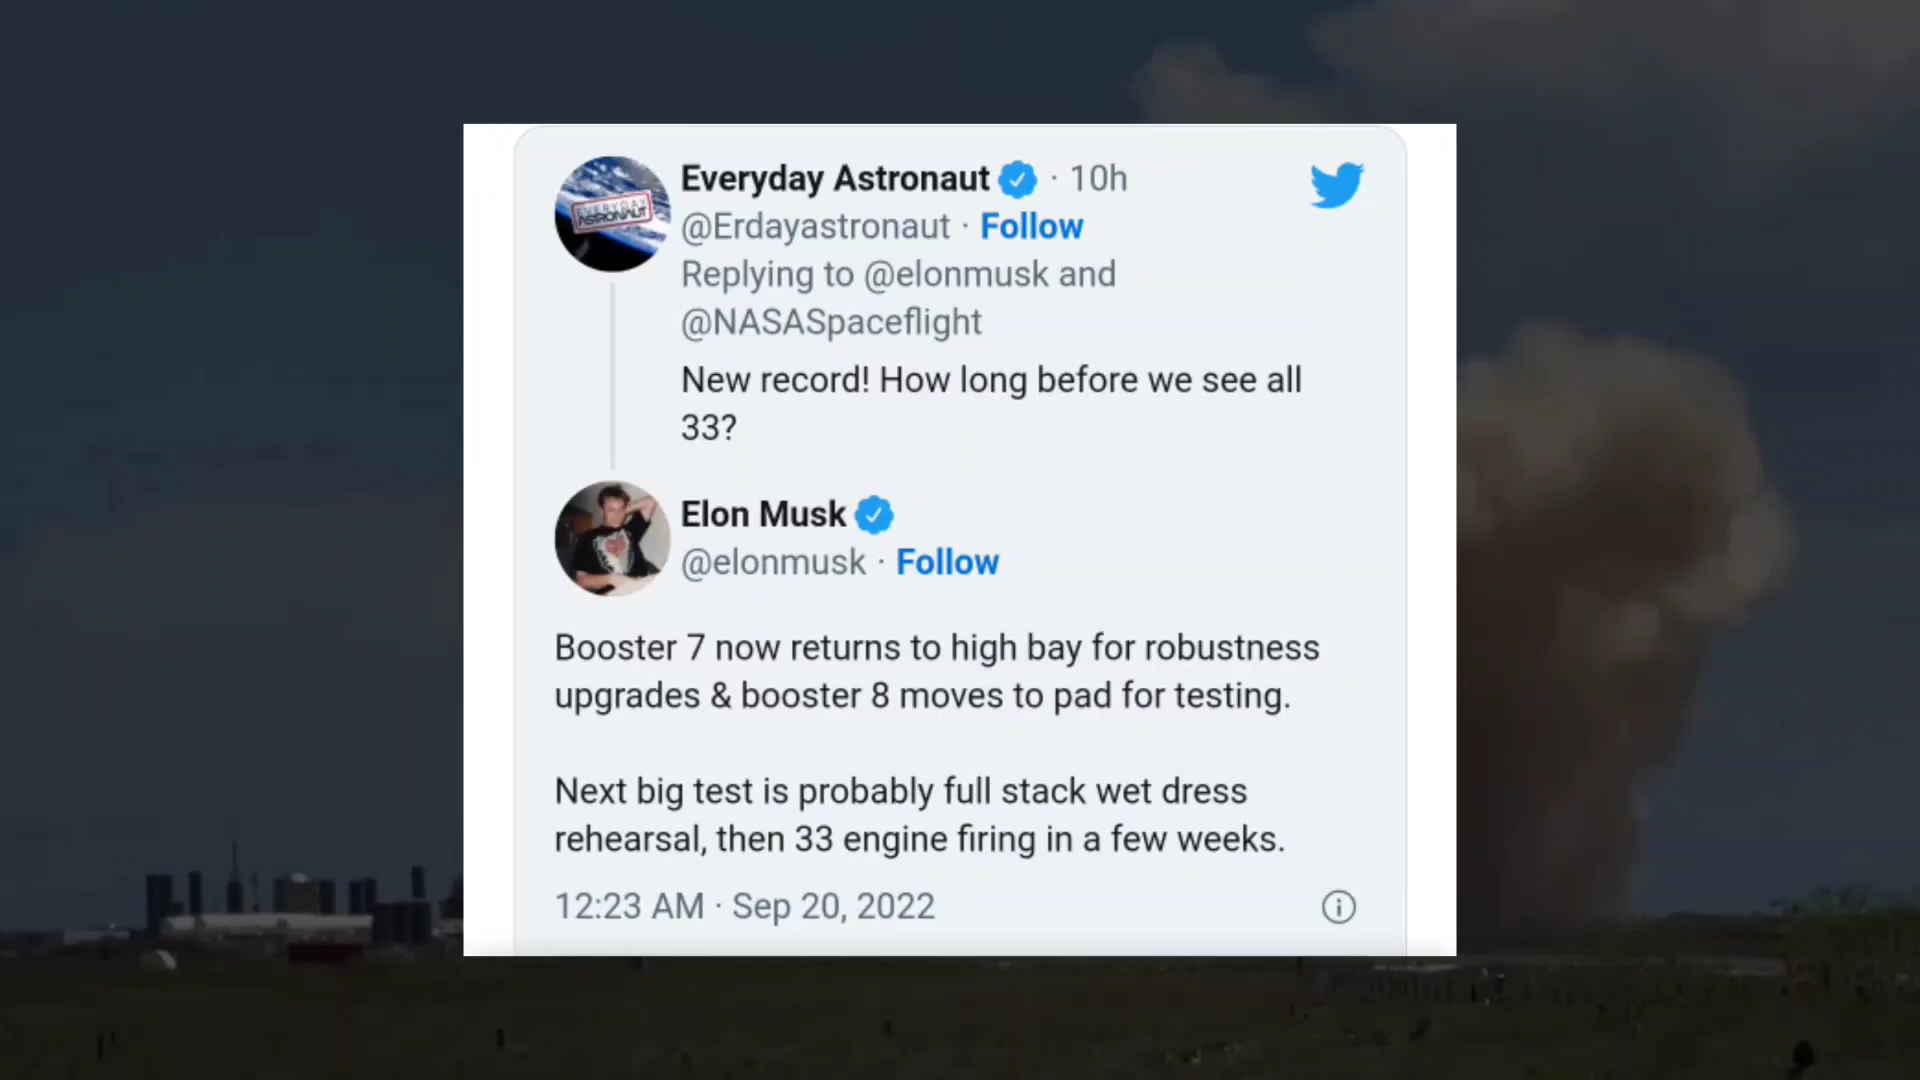 EVERYDAY
ASTRONAUT
Everyday Astronaut · 10h
@Erdayastronaut · Follow
Replying to @elonmusk and
@NASASpaceflight
New record! How long before we see all
33?
Elon Musk
@elonmusk · Follow
Booster 7 now returns to high bay for robustness
upgrades & booster 8 moves to pad for testing.
Next big test is probably full stack wet dress
rehearsal, then 33 engine firing in a few weeks.
12:23 AM · Sep 20, 2022